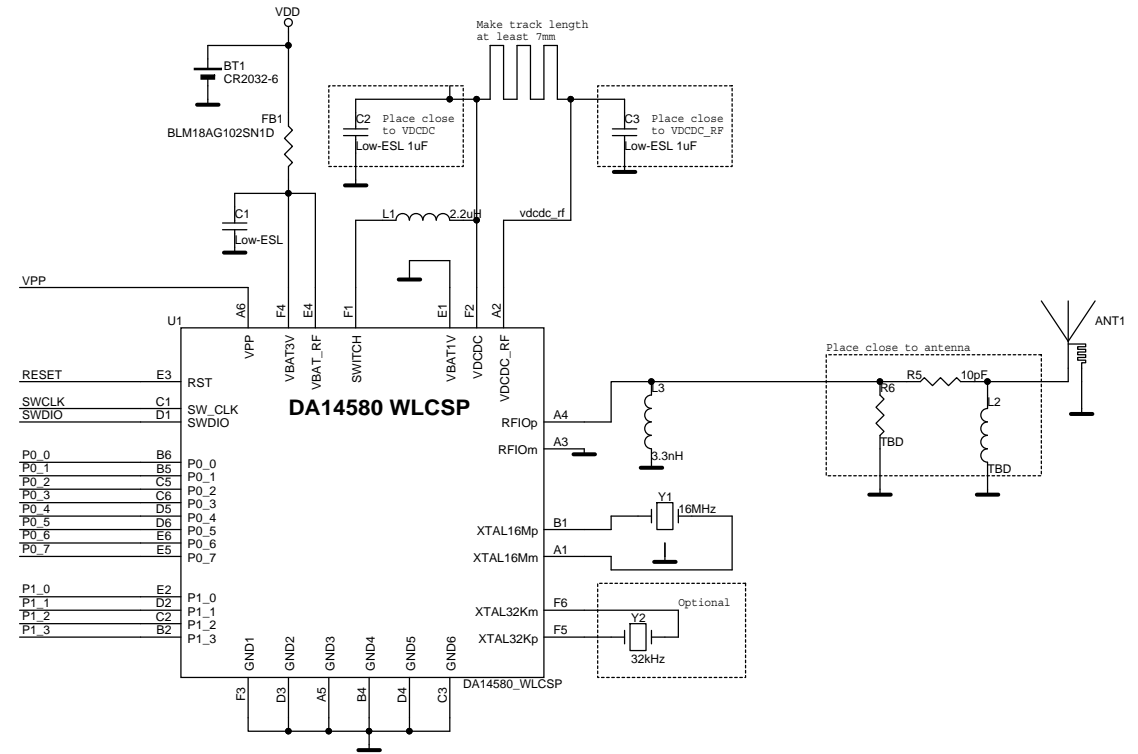 VDD
Make track length
at least 7mm
BT1
CR2032-6
FB1
BLM18AG102SN1D
C2
Place close
to VDCDC
Low-ESL 1uF
C3
Place close
to VDCDC_RF
Low-ESL 1uF
C1
Low-ESL
L1
2.2uH
vdcdc_rf
VPP
A6
F4
E4
F1
E1
F2
A2
U1
VPP
VBAT3V
VBAT_RF
SWITCH
VBAT1V
VDCDC
VDCDC_RF
ANT1
Place close to antenna
RESET
E3
RST
R5
10pF
L3
R6
L2
DA14580 WLCSP
SWCLK
C1
SW_CLK
SWDIO
D1
SWDIO
RFIOp
A4
RFIOm
A3
TBD
3.3nH
TBD
P0_0
B6
P0_0
P0_1
B5
P0_1
P0_2
C5
P0_2
P0_3
C6
P0_3
P0_4
D5
P0_4
P0_5
D6
P0_5
P0_6
E6
P0_6
P0_7
E5
P0_7
Y1
16MHz
XTAL16Mp
B1
XTAL16Mm
A1
P1_0
E2
P1_0
P1_1
D2
P1_1
P1_2
C2
P1_2
P1_3
B2
P1_3
XTAL32Km
F6
Optional
XTAL32Kp
F5
Y2
32kHz
GND1
GND2
GND3
GND4
GND5
GND6
DA14580_WLCSP
F3
D3
A5
B4
D4
C3